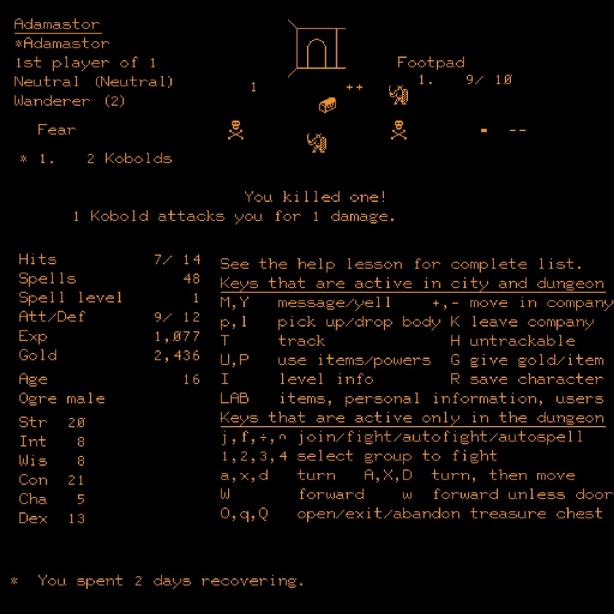 Adamastor
*Adamastor
1st player of 1
Neutral (Neutral)
Wanderer (2)
Fear
* 1. 2 Kobolds
1 ++
Footpad
1. 9/ 10
- --
You killed one!
1 Kobold attacks you for 1 damage.
Hits 7/ 14
Spells 48
Spell level 1
Att/Def 9/ 12
Exp 1,077
Gold 2,436
Age 16
Ogre male
Str 20
Int 8
Wis 8
Con 21
Cha 5
Dex 13
See the help lesson for complete list.
Keys that are active in city and dungeon
M,Y message/yell +,- move in company
p,l pick up/drop body K leave company
T track H untrackable
U,P use items/powers G give gold/item
I level info R save character
LAB items, personal information, users
Keys that are active only in the dungeon
j,f,÷,∩ join/fight/autofight/autospell
1,2,3,4 select group to fight
a,x,d turn A,X,D turn, then move
W forward w forward unless door
O,q,Q open/exit/abandon treasure chest
* You spent 2 days recovering.